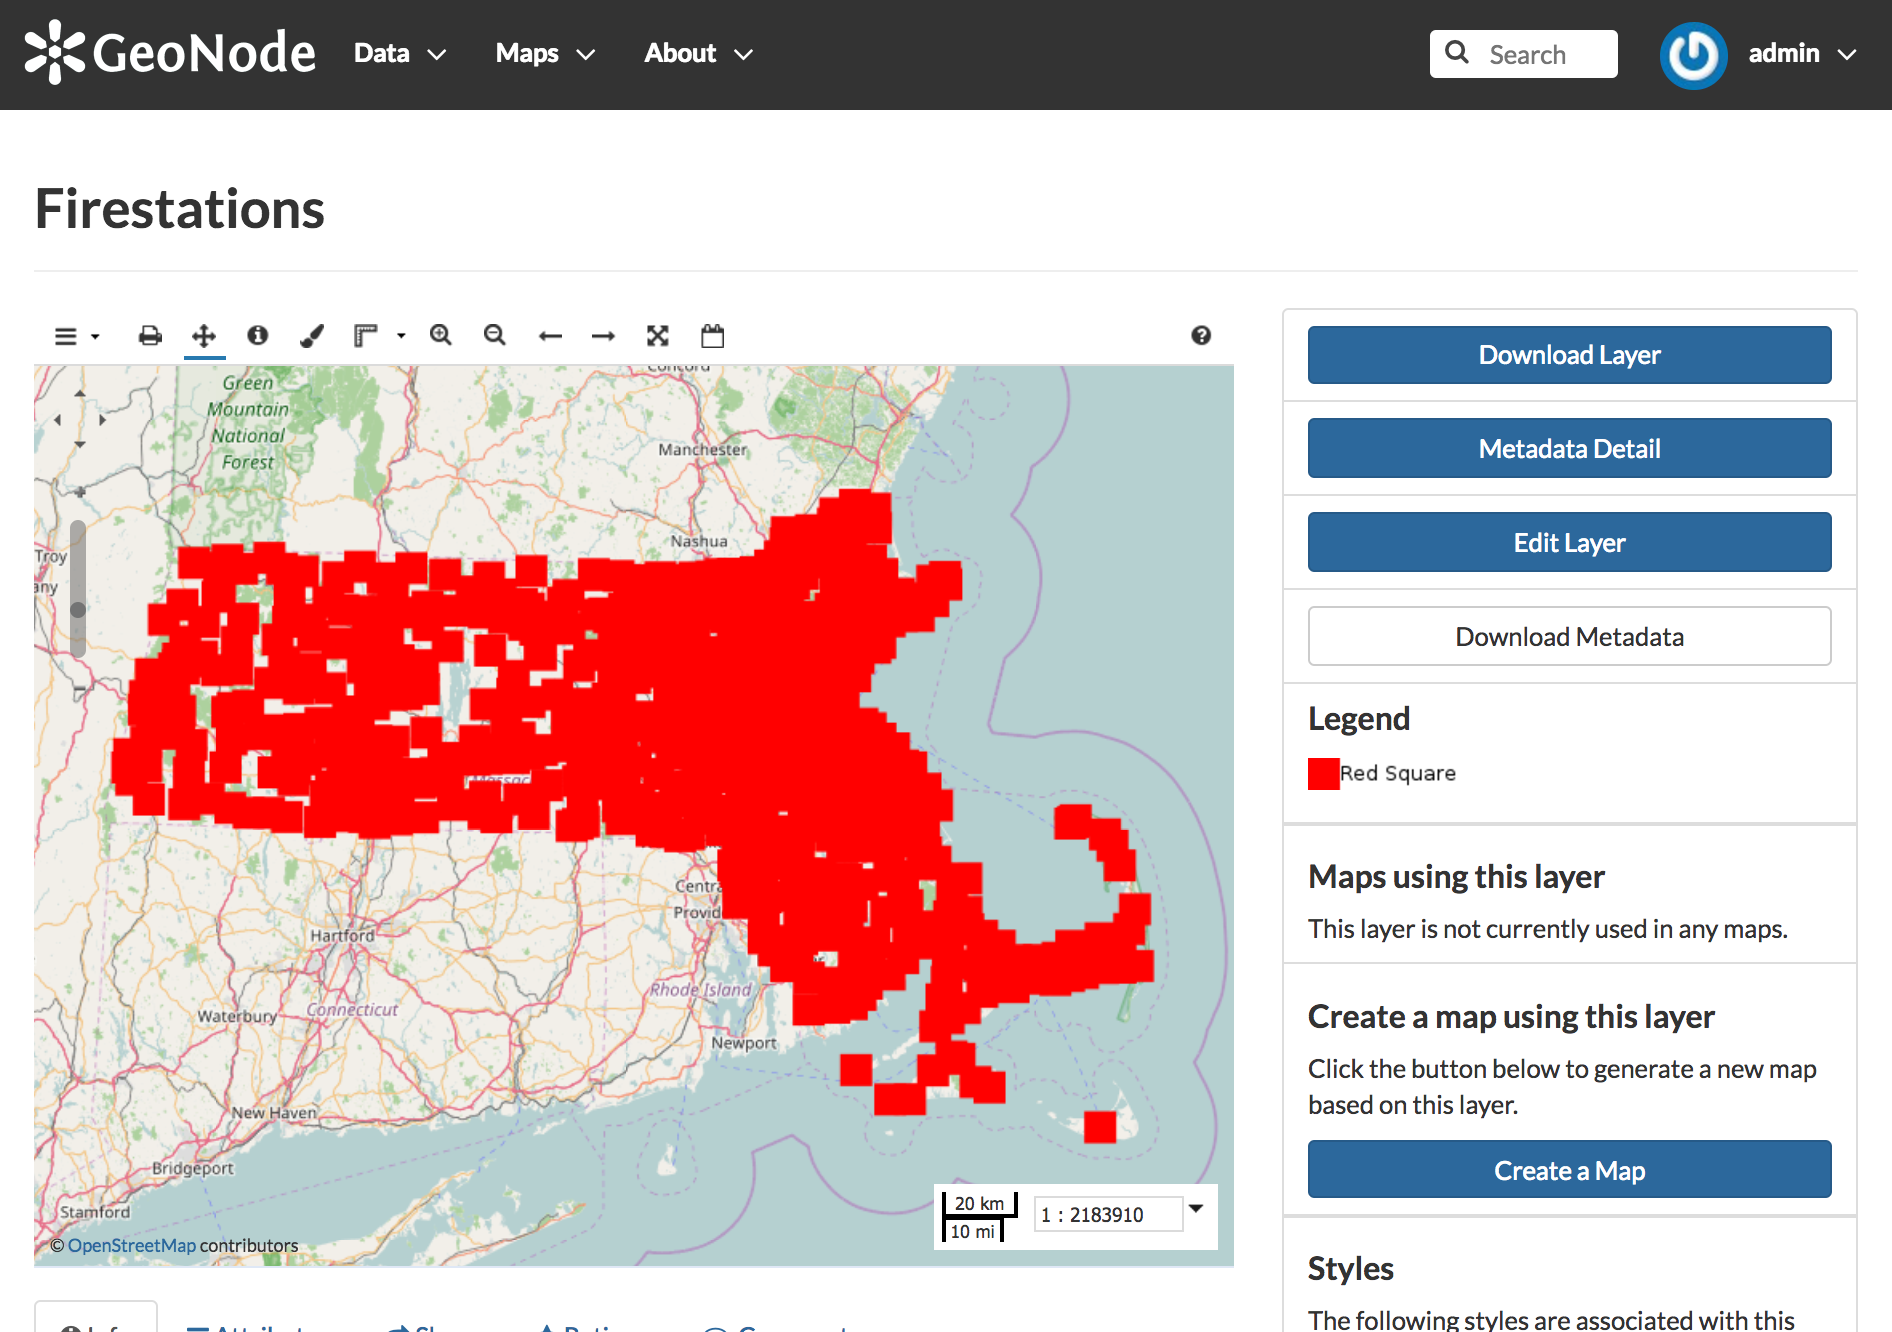 GeoNode Data Maps About Search admin
Firestations
Green
Mountain
National
Forest
Concord
Manchester
Nashua
Troy
Hartford
Connecticut
Waterbury
Rhode Island
Newport
New Haven
Bridgeport
Stamford
© OpenStreetMap contributors
20 km
10 mi
1 : 2183910
Download Layer
Metadata Detail
Edit Layer
Download Metadata
Legend
Red Square
Maps using this layer
This layer is not currently used in any maps.
Create a map using this layer
Click the button below to generate a new map
based on this layer.
Create a Map
Styles
The following styles are associated with this